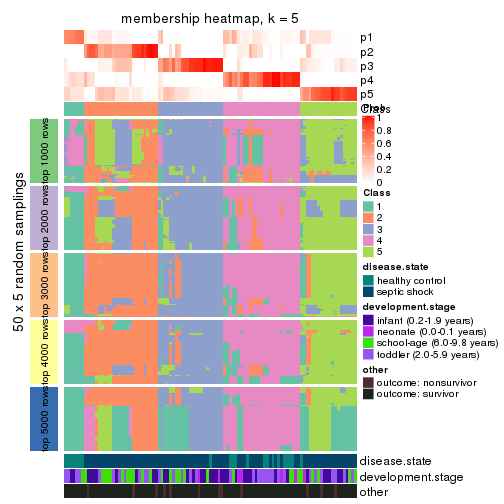 membership heatmap, k = 5
p1
p2
p3
p4
p5
Class
Prob
1
0.8
0.6
0.4
0.2
0
Class
1
2
3
4
5
disease.state
healthy control
septic shock
development.stage
infant (0.2-1.9 years)
neonate (0.0-0.1 years)
school-age (6.0-9.8 years)
toddler (2.0-5.9 years)
other
outcome: nonsurvivor
outcome: survivor
50 x 5 random samplings
top 1000 rows
top 2000 rows
top 3000 rows
top 4000 rows
top 5000 rows
disease.state
development.stage
other